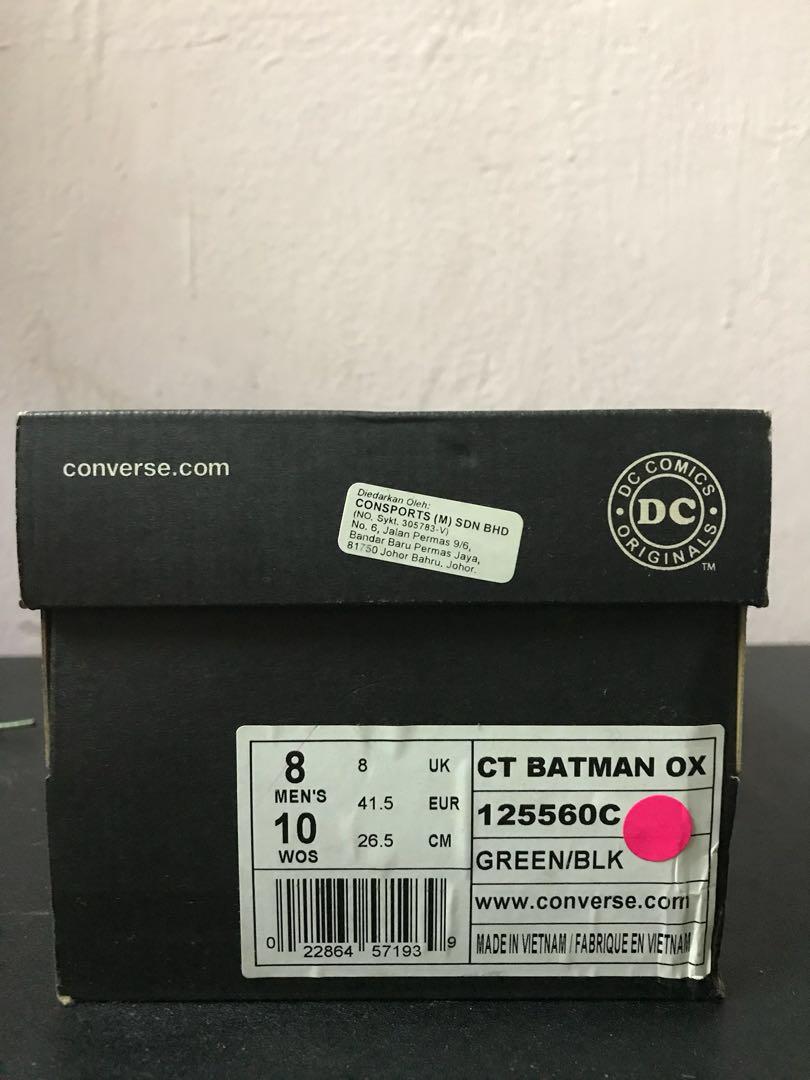 converse.com
Diedarkan Oleh:
CONSPORTS (M) SDN BHD
(NO. Sykt. 305783-V)
No. 6, Jalan Permas 9/6,
Bandar Baru Permas Jaya,
81750 Johor Bahru, Johor.
DC COMICS
DC
ORIGINALS
TM
8
MEN'S
10
WOS
8 UK
41.5 EUR
26.5 CM
0 22864 57193 9
CT BATMAN OX
125560C
GREEN/BLK
www.converse.com
MADE IN VIETNAM / FABRIQUE EN VIETNAM